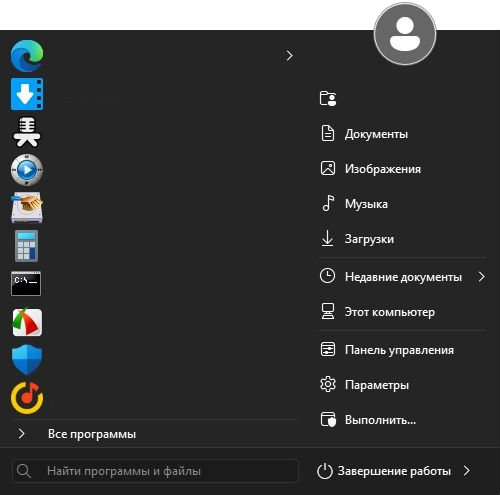 Документы
Изображения
Музыка
Загрузки
Недавние документы
Этот компьютер
Панель управления
Параметры
Выполнить...
C:\_
Все программы
Найти программы и файлы
Завершение работы